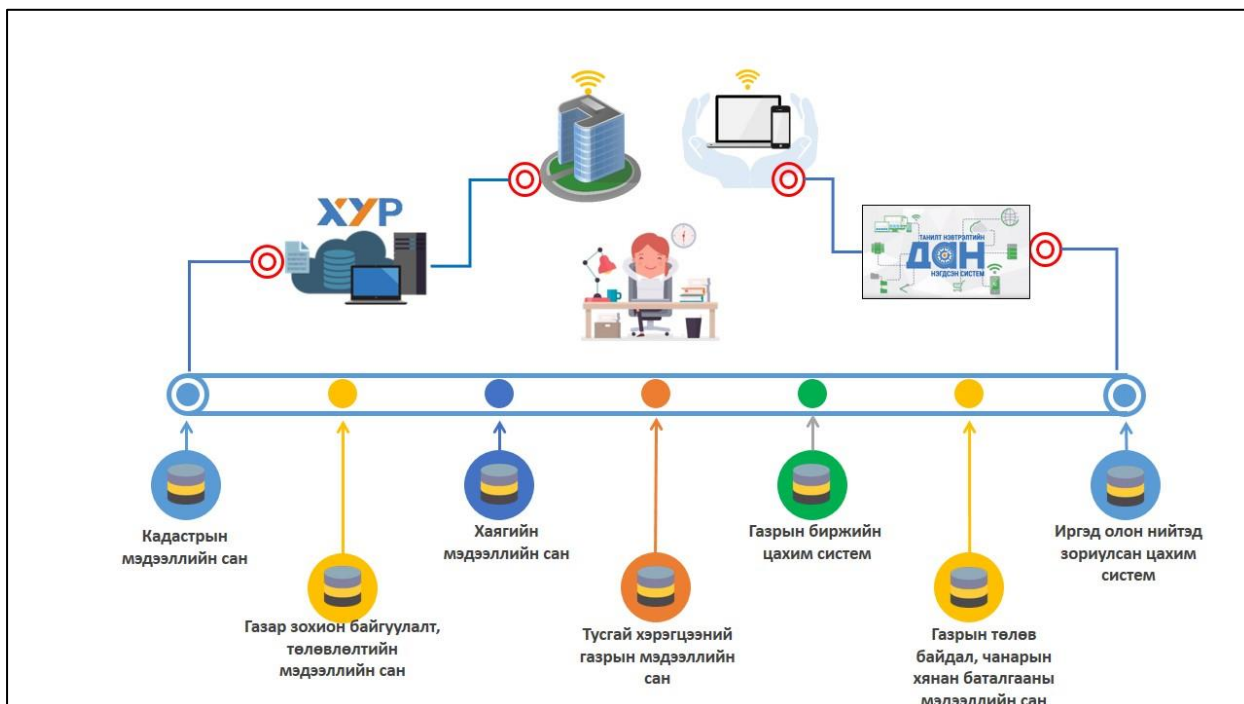 ХУР
ТАНИЛТ НЭВТРЭЛТИЙН
ДАН
НЭГДСЭН СИСТЕМ
Кадастрын
мэдээллийн сан
Газар зохион байгуулалт,
төлөвлөлтийн
мэдээллийн сан
Хаягийн
мэдээллийн сан
Тусгай хэрэгцээний
газрын мэдээллийн
сан
Газрын биржийн
цахим систем
Газрын төлөв
байдал, чанарын
хянан баталгааны
мэдээллийн сан
Иргэд олон нийтэд
зориулсан цахим
систем